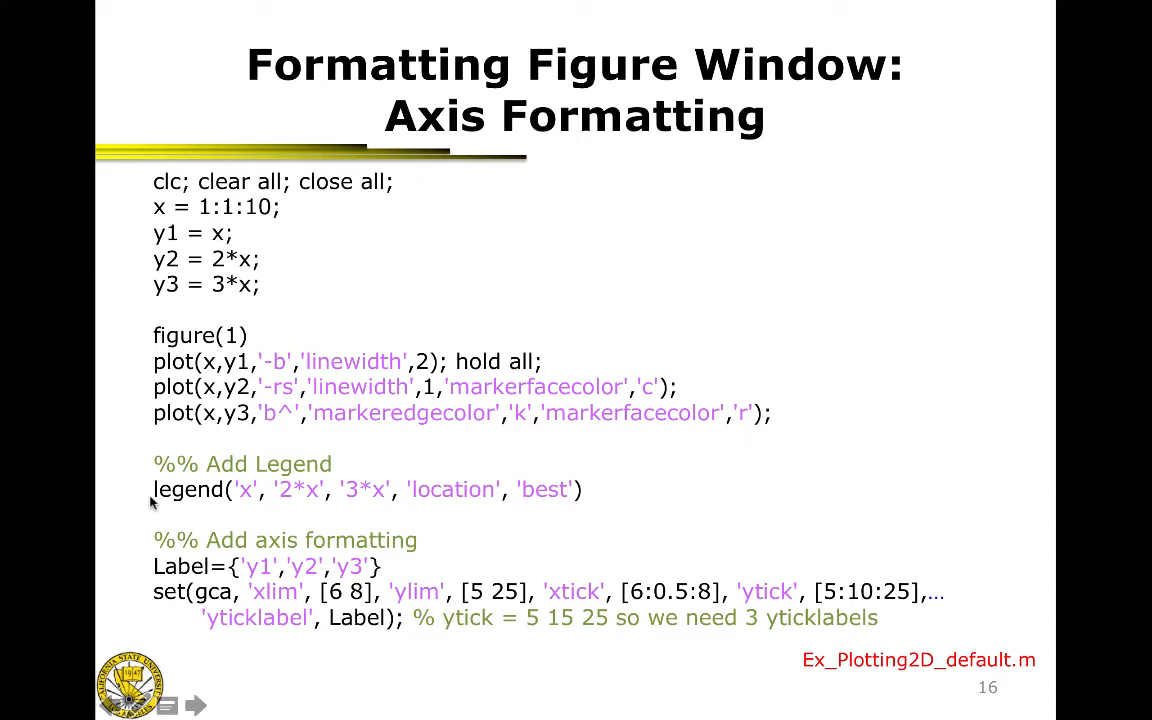 Formatting Figure Window:
Axis Formatting
clc; clear all; close all;
x = 1:1:10;
y1 = x;
y2 = 2*x;
y3 = 3*x;
figure(1)
plot(x,y1,'-b','linewidth',2); hold all;
plot(x,y2,'-rs','linewidth',1,'markerfacecolor','c');
plot(x,y3,'b^','markeredgecolor','k','markerfacecolor','r');
%% Add Legend
legend('x', '2*x', '3*x', 'location', 'best')
%% Add axis formatting
Label={'y1','y2','y3'}
set(gca, 'xlim', [6 8], 'ylim', [5 25], 'xtick', [6:0.5:8], 'ytick', [5:10:25],...
'yticklabel', Label); % ytick = 5 15 25 so we need 3 yticklabels
Ex_Plotting2D_default.m
16
CALIFORNIA STATE UNIVERSITY
1947